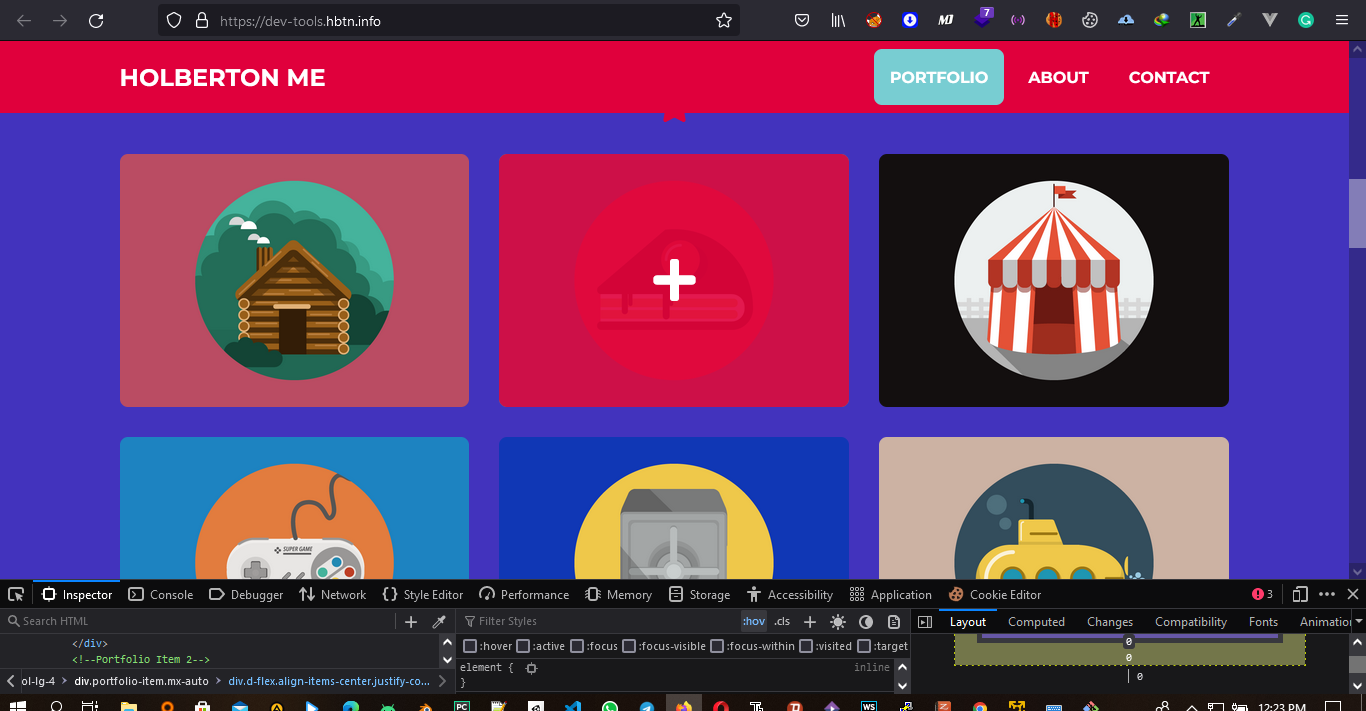 https://dev-tools.hbtn.info
7
HOLBERTON ME
PORTFOLIO ABOUT CONTACT
SUPER GAME
Inspector Console Debugger Network Style Editor Performance Memory Storage Accessibility Application Cookie Editor 3
Search HTML
Filter Styles
:hov .cls
Layout Computed Changes Compatibility Fonts Animation
</div>
<!--Portfolio Item 2-->
:hover :active :focus :focus-visible :focus-within :visited :target
element { inline
}
0
0
0
ol-lg-4 div.portfolio-item.mx-auto div.d-flex.align-items-center.justify-co...
12:23 PM